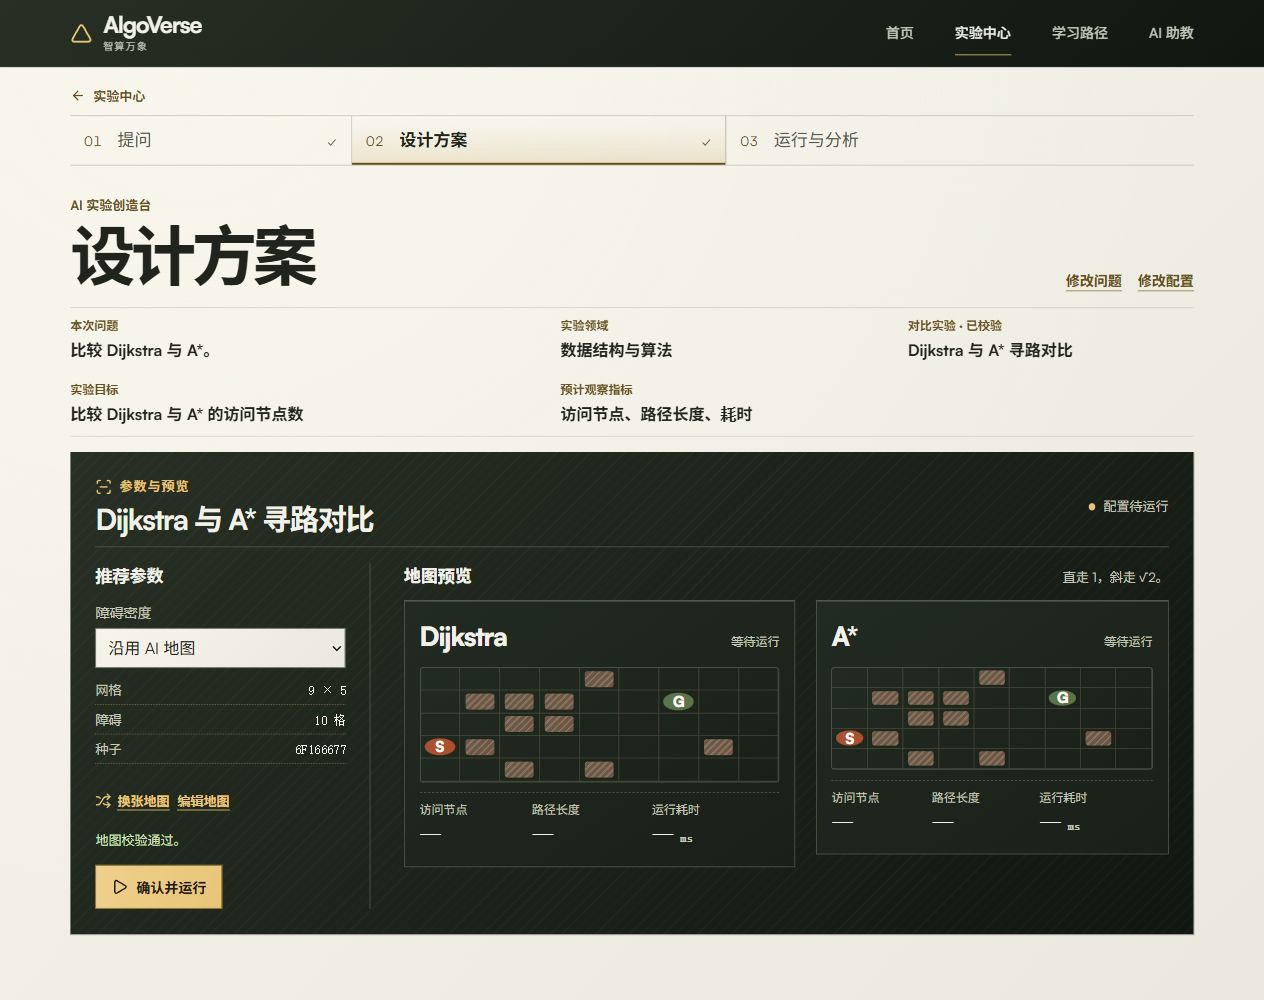 AlgoVerse
智算万象
首页 实验中心 学习路径 AI 助教
← 实验中心
01 提问 ✓ 02 设计方案 ✓ 03 运行与分析
AI 实验创造台
设计方案
修改问题 修改配置
本次问题 实验领域 对比实验 · 已校验
比较 Dijkstra 与 A*。 数据结构与算法 Dijkstra 与 A* 寻路对比
实验目标 预计观察指标
比较 Dijkstra 与 A* 的访问节点数 访问节点、路径长度、耗时
参数与预览
Dijkstra 与 A* 寻路对比
配置待运行
推荐参数
障碍密度
沿用 AI 地图
网格 9 × 5
障碍 10 格
种子 6F166677
换张地图 编辑地图
地图校验通过。
确认并运行
地图预览 直走 1，斜走 √2。
Dijkstra 等待运行
G
S
访问节点 路径长度 运行耗时
— — — ms
A* 等待运行
G
S
访问节点 路径长度 运行耗时
— — — ms